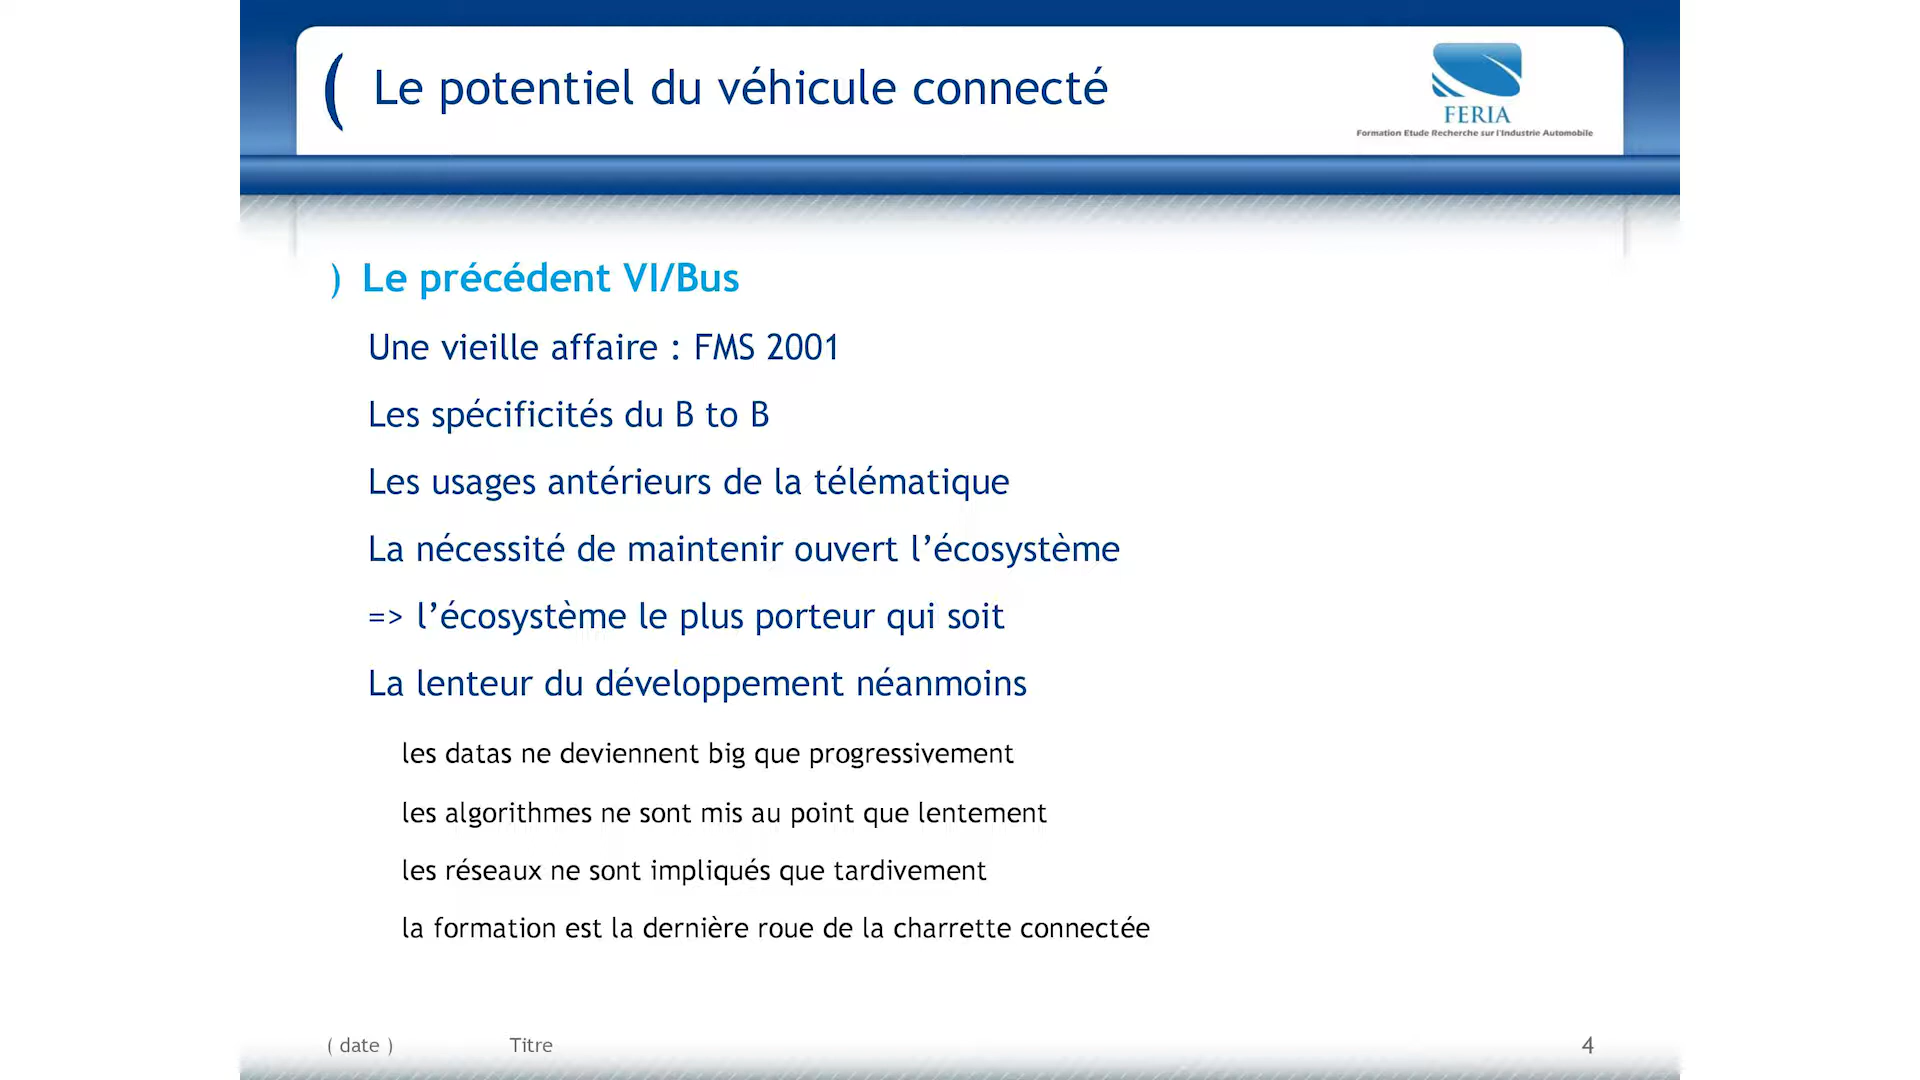 ( Le potentiel du véhicule connecté
FERIA
Formation Etude Recherche sur l'Industrie Automobile
) Le précédent VI/Bus
Une vieille affaire : FMS 2001
Les spécificités du B to B
Les usages antérieurs de la télématique
La nécessité de maintenir ouvert l’écosystème
=> l’écosystème le plus porteur qui soit
La lenteur du développement néanmoins
les datas ne deviennent big que progressivement
les algorithmes ne sont mis au point que lentement
les réseaux ne sont impliqués que tardivement
la formation est la dernière roue de la charrette connectée
( date ) Titre 4